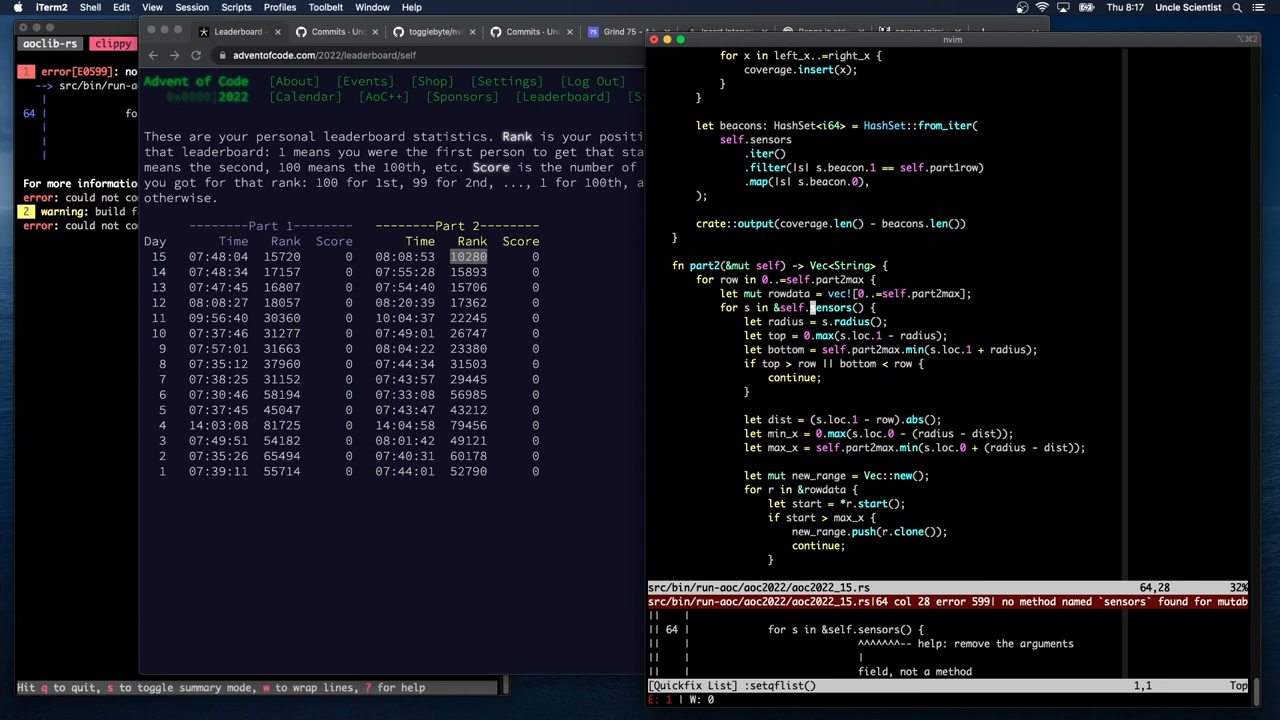 iTerm2 Shell Edit View Session Scripts Profiles Toolbelt Window Help
Thu 8:17 Uncle Scientist
aoclib-rs clippy
1 error[E0599]: no
--> src/bin/run-a
|
64 | fo
|
|
|
For more informatio
error: could not co
2 warning: build f
error: could not co
Hit q to quit, s to toggle summary mode, w to wrap lines, ? for help
Leaderboard
Commits · Un
togglebyte/n
Commits · Un
Grind 75
adventofcode.com/2022/leaderboard/self
Advent of Code [About] [Events] [Shop] [Settings] [Log Out]
0x0000|2022 [Calendar] [AoC++] [Sponsors] [Leaderboard]
These are your personal leaderboard statistics. Rank is your positi
that leaderboard: 1 means you were the first person to get that sta
means the second, 100 means the 100th, etc. Score is the number of
you got for that rank: 100 for 1st, 99 for 2nd, ..., 1 for 100th, a
otherwise.
--------Part 1-------- --------Part 2--------
Day Time Rank Score Time Rank Score
15 07:48:04 15720 0 08:08:53 10280 0
14 07:48:34 17157 0 07:55:28 15893 0
13 07:47:45 16807 0 07:54:40 15706 0
12 08:08:27 18057 0 08:20:39 17362 0
11 09:56:40 30360 0 10:04:37 22245 0
10 07:36:37 31277 0 07:49:01 26747 0
9 07:57:01 31663 0 08:04:22 23380 0
8 07:35:12 37960 0 07:44:34 31503 0
7 07:38:25 31152 0 07:43:57 29445 0
6 07:30:46 58194 0 07:33:08 56985 0
5 07:37:45 45047 0 07:43:47 43212 0
4 14:03:08 81725 0 14:04:58 79456 0
3 07:49:51 54182 0 08:01:42 49121 0
2 07:35:26 65494 0 07:40:31 60178 0
1 07:39:11 55714 0 07:44:01 52790 0
nvim
⌥⌘2
for x in left_x..=right_x {
coverage.insert(x);
}
}
let beacons: HashSet<i64> = HashSet::from_iter(
self.sensors
.iter()
.filter(|s| s.beacon.1 == self.part1row)
.map(|s| s.beacon.0),
);
crate::output(coverage.len() - beacons.len())
}
fn part2(&mut self) -> Vec<String> {
for row in 0..=self.part2max {
let mut rowdata = vec![0..=self.part2max];
for s in &self.sensors() {
let radius = s.radius();
let top = 0.max(s.loc.1 - radius);
let bottom = self.part2max.min(s.loc.1 + radius);
if top > row || bottom < row {
continue;
}
let dist = (s.loc.1 - row).abs();
let min_x = 0.max(s.loc.0 - (radius - dist));
let max_x = self.part2max.min(s.loc.0 + (radius - dist));
let mut new_range = Vec::new();
for r in &rowdata {
let start = *r.start();
if start > max_x {
new_range.push(r.clone());
continue;
}
src/bin/run-aoc/aoc2022/aoc2022_15.rs 64,28 32%
src/bin/run-aoc/aoc2022/aoc2022_15.rs|64 col 28 error 599| no method named `sensors` found for mutab
|| |
|| 64 | for s in &self.sensors() {
|| | ^^^^^^^-- help: remove the arguments
|| | |
|| | field, not a method
[Quickfix List] :setqflist() 1,1 Top
E: 1 | W: 0